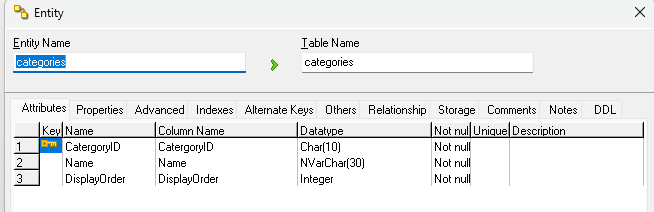 Entity
Entity Name
Table Name
categories
categories
Attributes Properties Advanced Indexes Alternate Keys Others Relationship Storage Comments Notes DDL
Key Name Column Name Datatype Not nul Unique Description
1 CatergoryID CatergoryID Char(10) Not null
2 Name Name NVarChar(30) Not null
3 DisplayOrder DisplayOrder Integer Not null